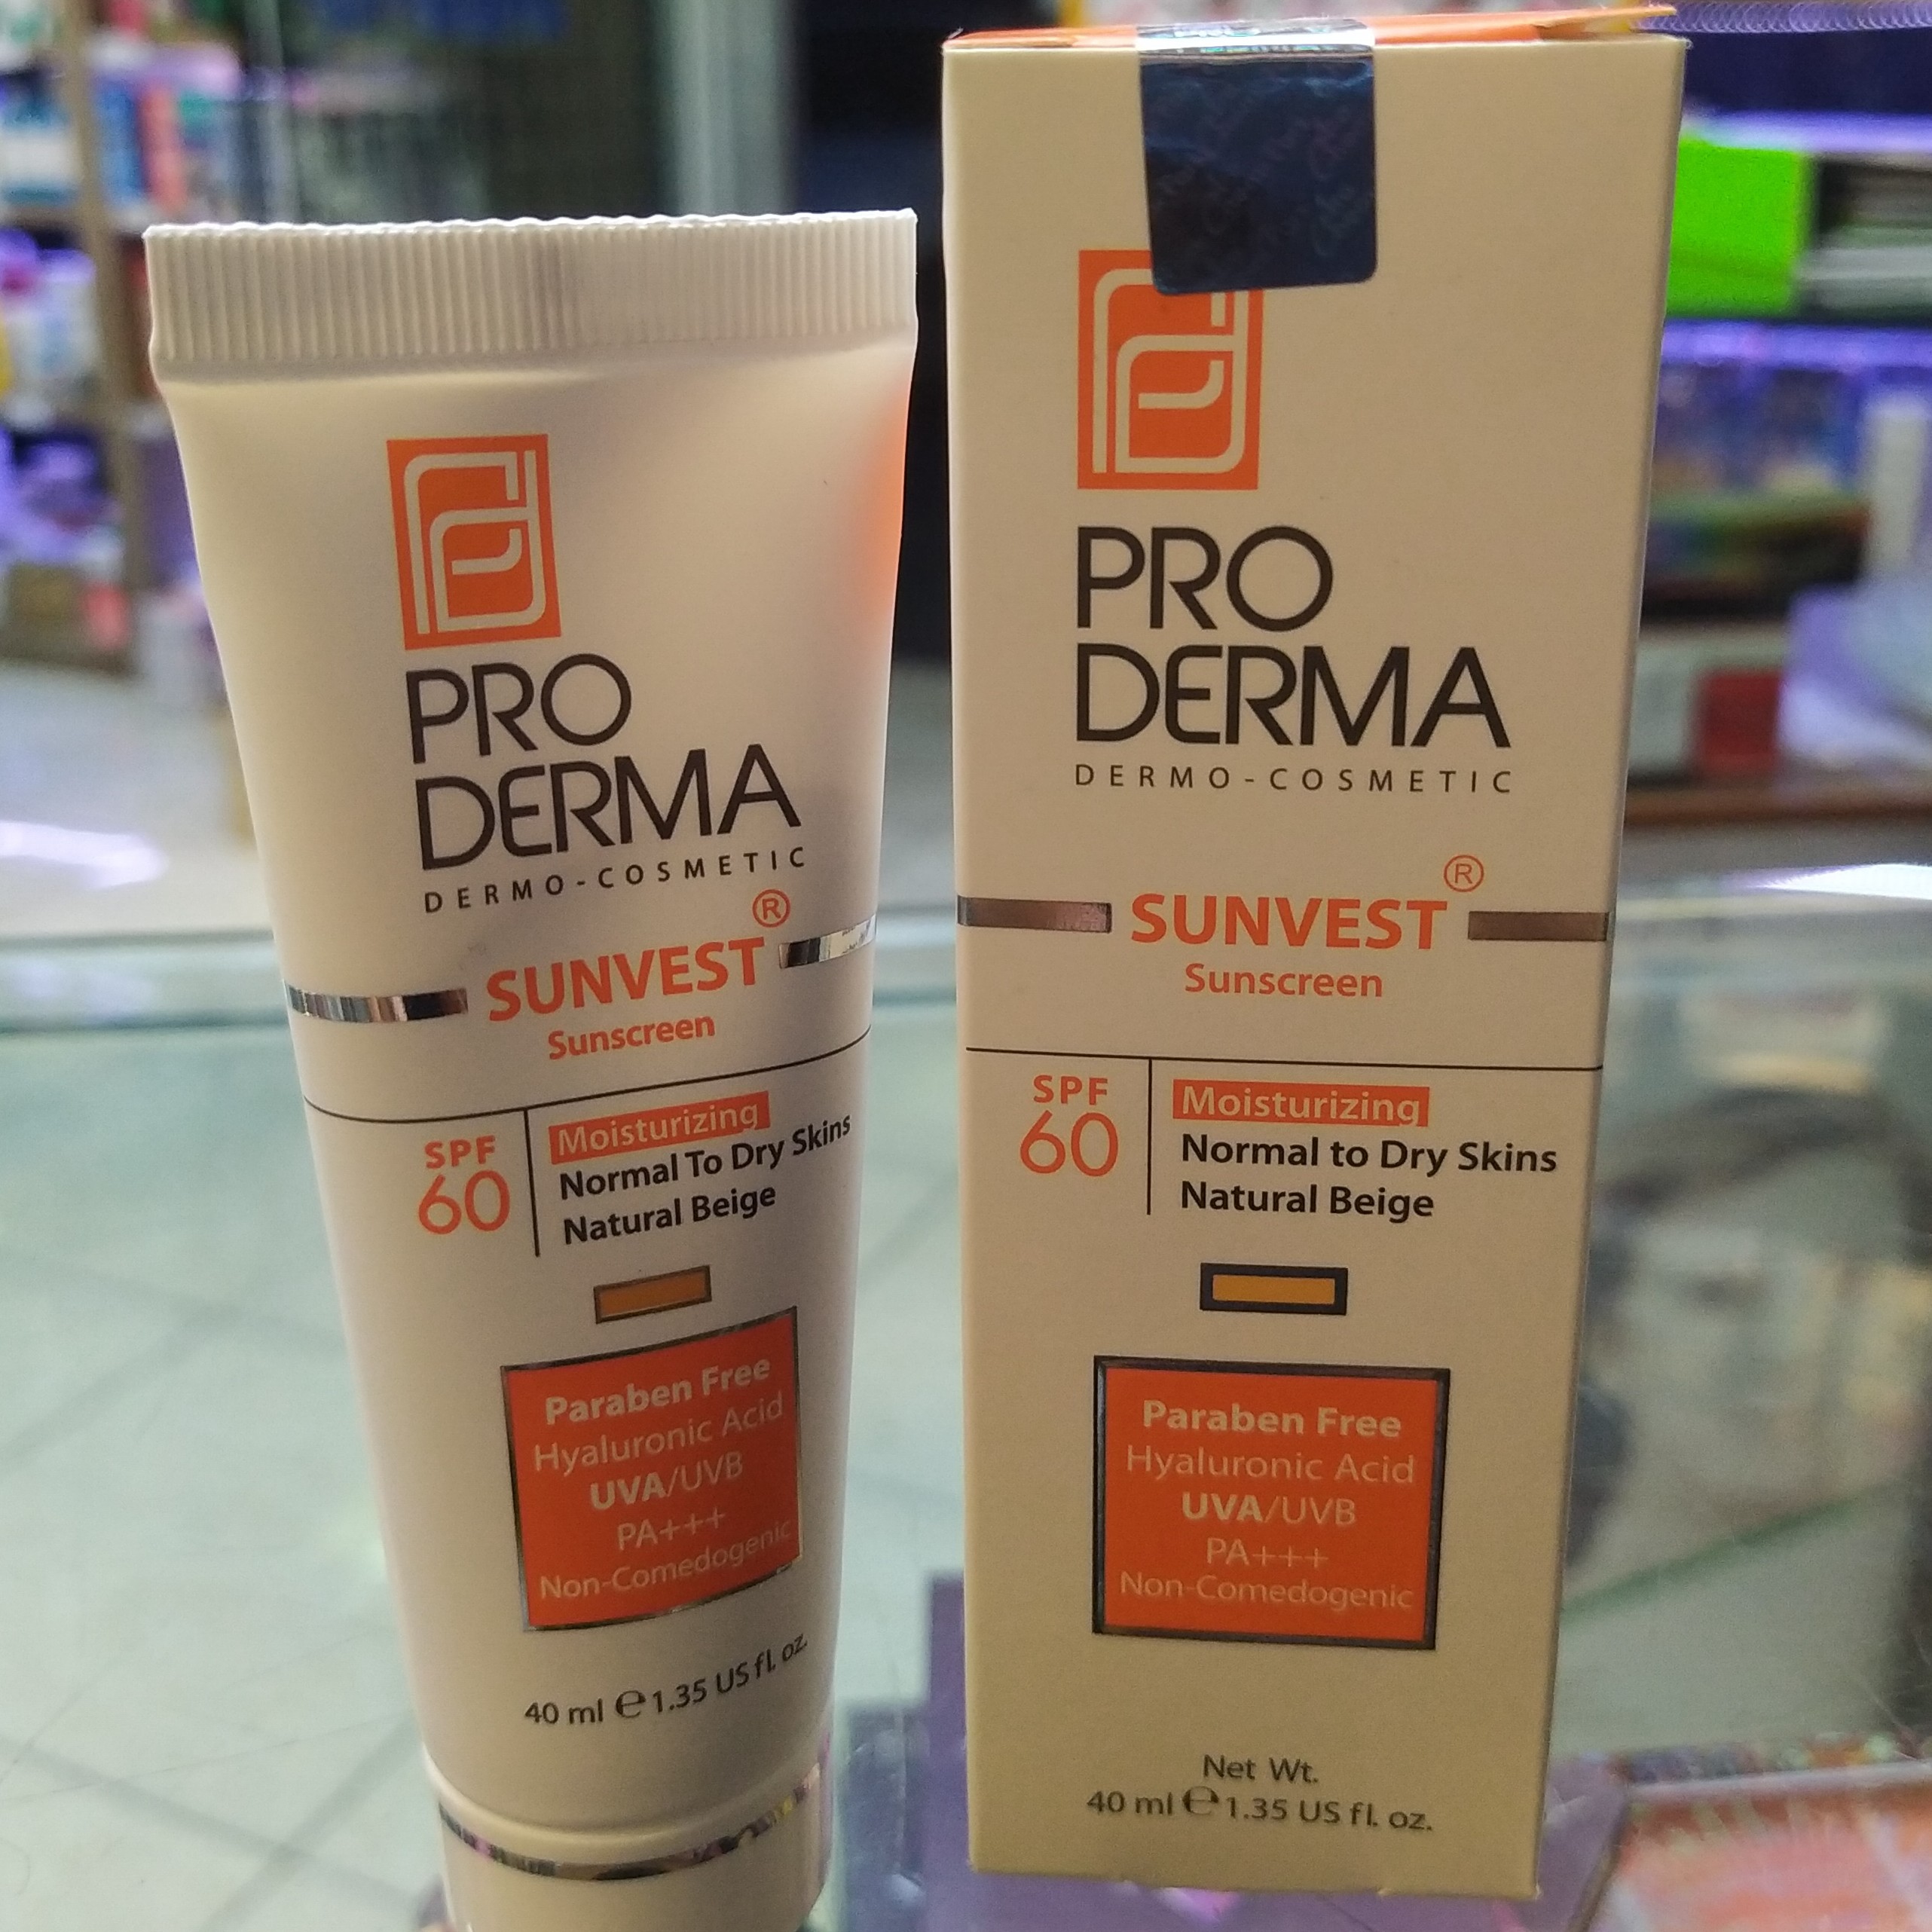 PRO
DERMA
DERMO-COSMETIC
SUNVEST®
Sunscreen
SPF
60
Moisturizing
Normal To Dry Skins
Natural Beige
Paraben Free
Hyaluronic Acid
UVA/UVB
PA+++
Non-Comedogenic
40 ml ℮ 1.35 US fl. oz.
PRO
DERMA
DERMO-COSMETIC
SUNVEST®
Sunscreen
SPF
60
Moisturizing
Normal to Dry Skins
Natural Beige
Paraben Free
Hyaluronic Acid
UVA/UVB
PA+++
Non-Comedogenic
Net Wt.
40 ml ℮ 1.35 US fl. oz.